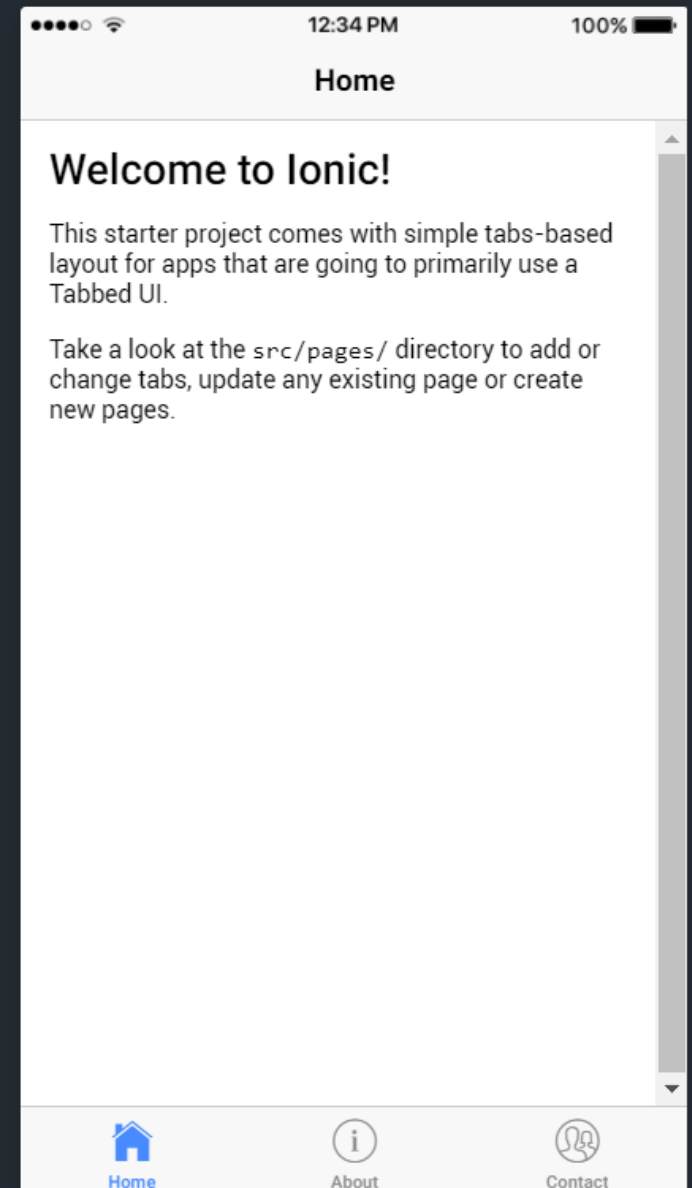 12:34 PM 100%
Home
Welcome to Ionic!
This starter project comes with simple tabs-based
layout for apps that are going to primarily use a
Tabbed UI.
Take a look at the src/pages/ directory to add or
change tabs, update any existing page or create
new pages.
Home About Contact